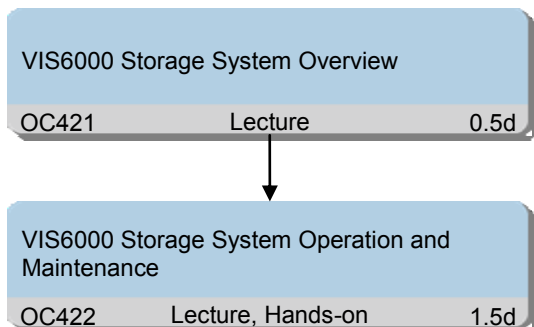 VIS6000 Storage System Overview
OC421 Lecture 0.5d
VIS6000 Storage System Operation and
Maintenance
OC422 Lecture, Hands-on 1.5d